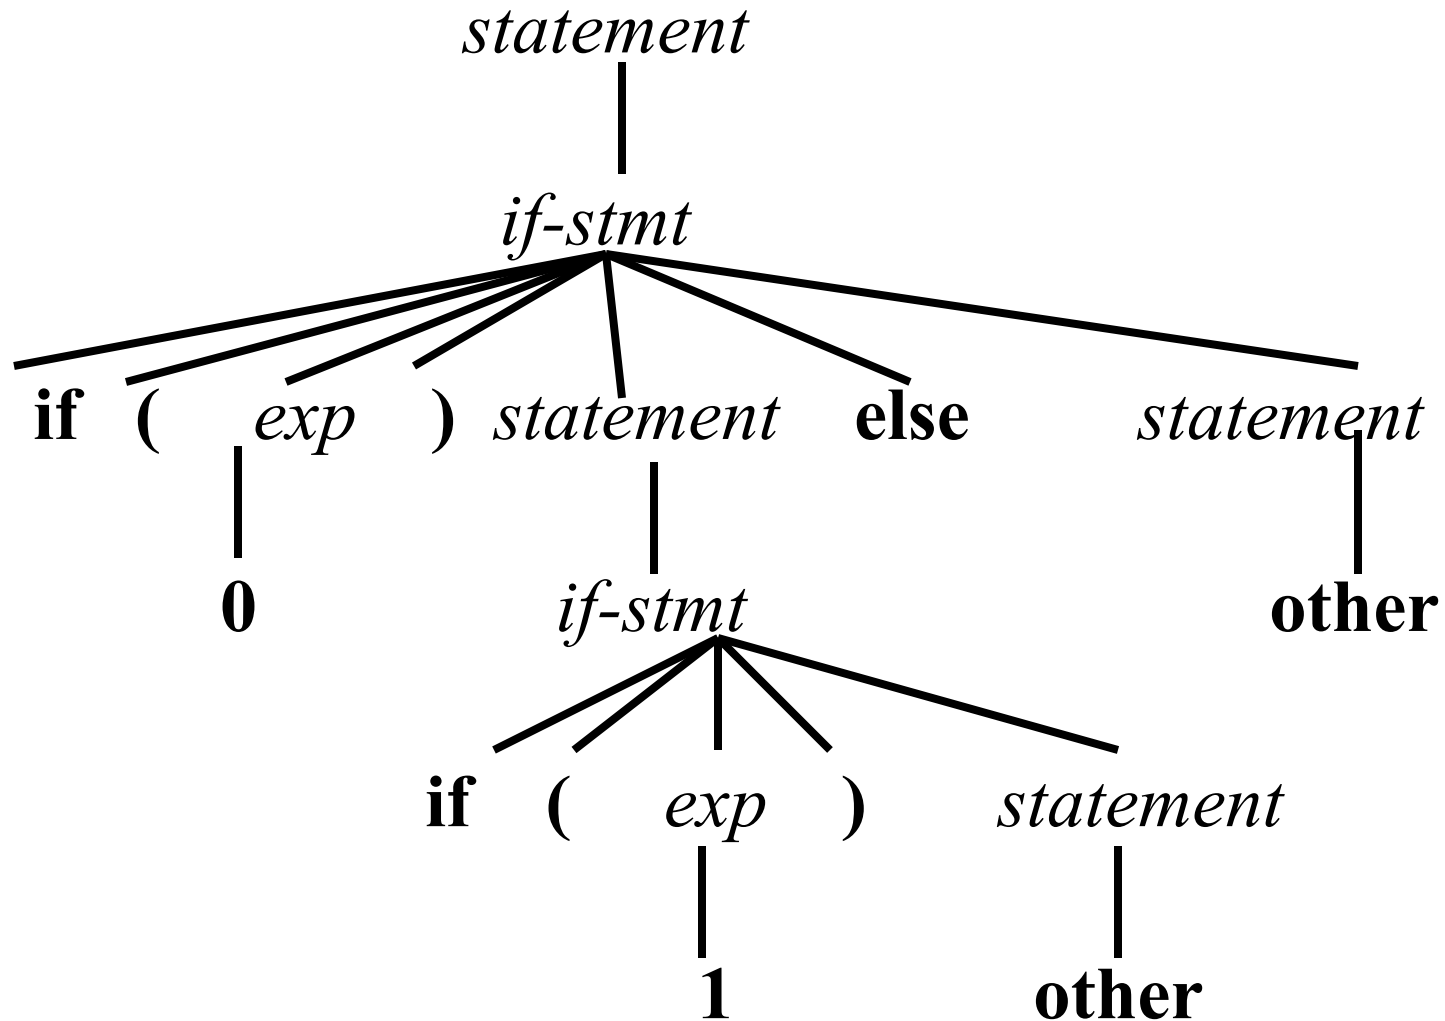 statement
if-stmt
if ( exp ) statement else statement
0
if-stmt
other
if ( exp ) statement
1 other